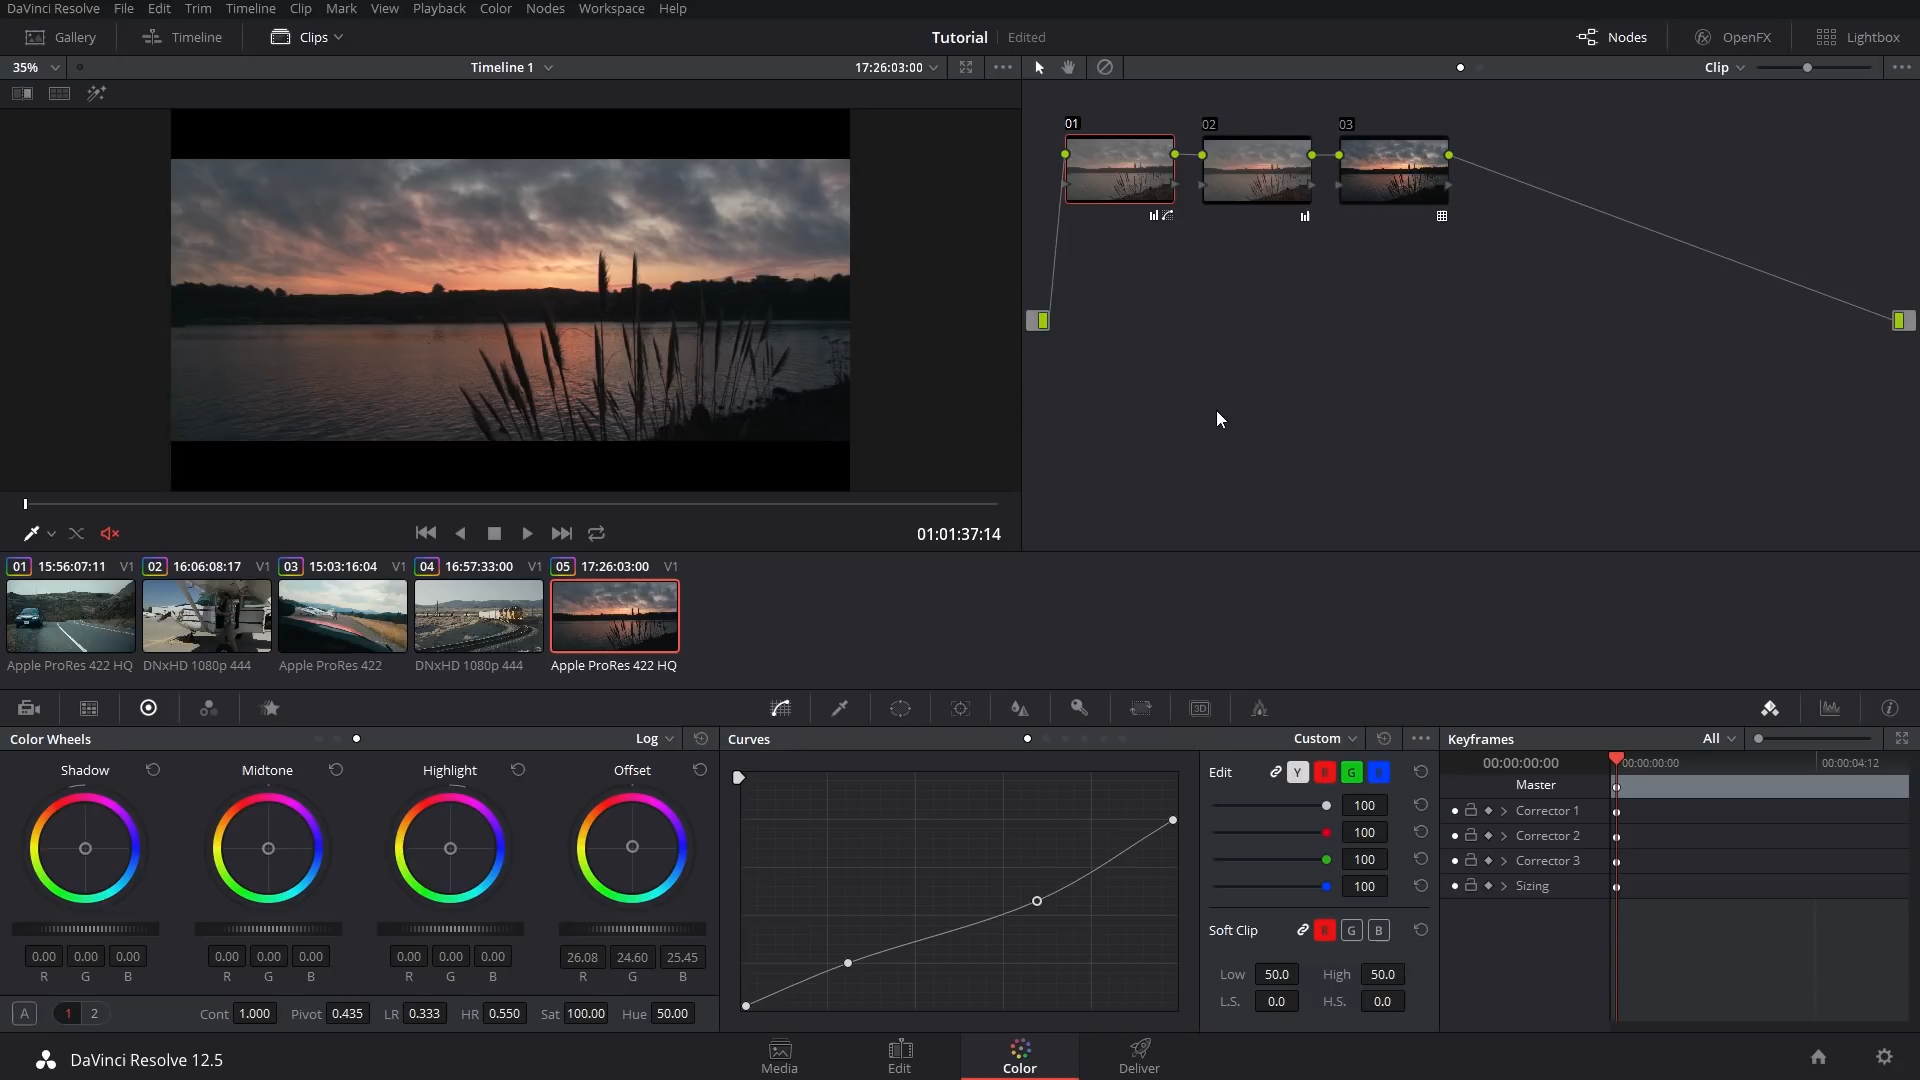 DaVinci Resolve File Edit Trim Timeline Clip Mark View Playback Color Nodes Workspace Help
Gallery Timeline Clips Tutorial Edited Nodes OpenFX Lightbox
35% Timeline 1 17:26:03:00 Clip
01 02 03
01:01:37:14
01 15:56:07:11 V1 02 16:06:08:17 V1 03 15:03:16:04 V1 04 16:57:33:00 V1 05 17:26:03:00 V1
Apple ProRes 422 HQ DNxHD 1080p 444 Apple ProRes 422 DNxHD 1080p 444 Apple ProRes 422 HQ
3D
Color Wheels Log Curves Custom Keyframes All
Shadow Midtone Highlight Offset
Edit Y R G B
100
100
100
100
Soft Clip R G B
Low 50.0 High 50.0
L.S. 0.0 H.S. 0.0
00:00:00:00 00:00:00:00 00:00:04:12
Master
Corrector 1
Corrector 2
Corrector 3
Sizing
0.00 0.00 0.00 0.00 0.00 0.00 0.00 0.00 0.00 26.08 24.60 25.45
R G B R G B R G B R G B
A 1 2 Cont 1.000 Pivot 0.435 LR 0.333 HR 0.550 Sat 100.00 Hue 50.00
DaVinci Resolve 12.5 Media Edit Color Deliver